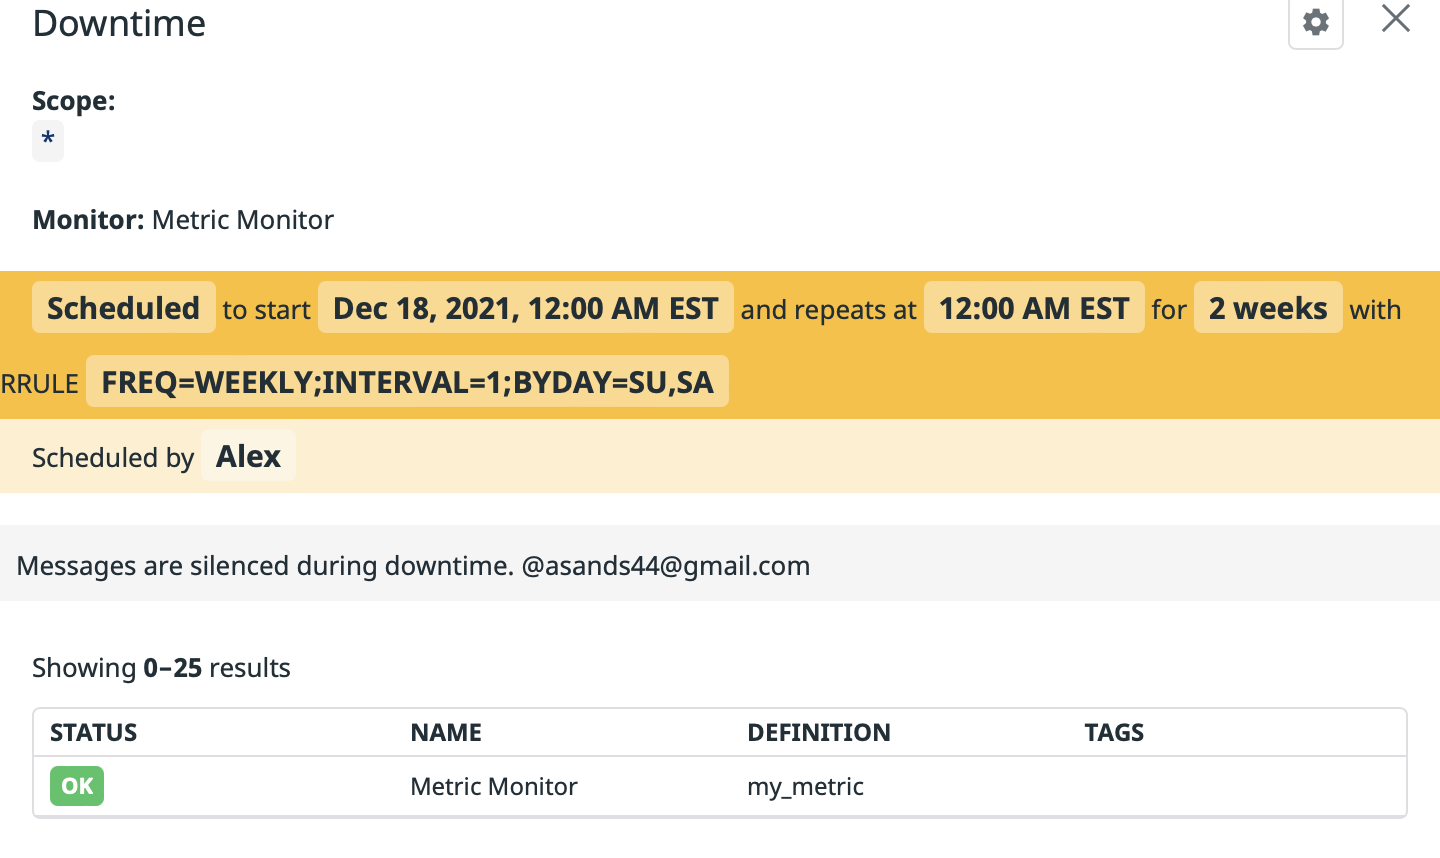 Downtime
Scope:
*
Monitor: Metric Monitor
Scheduled to start Dec 18, 2021, 12:00 AM EST and repeats at 12:00 AM EST for 2 weeks with
RRULE FREQ=WEEKLY;INTERVAL=1;BYDAY=SU,SA
Scheduled by Alex
Messages are silenced during downtime. @asands44@gmail.com
Showing 0–25 results
STATUS NAME DEFINITION TAGS
OK Metric Monitor my_metric